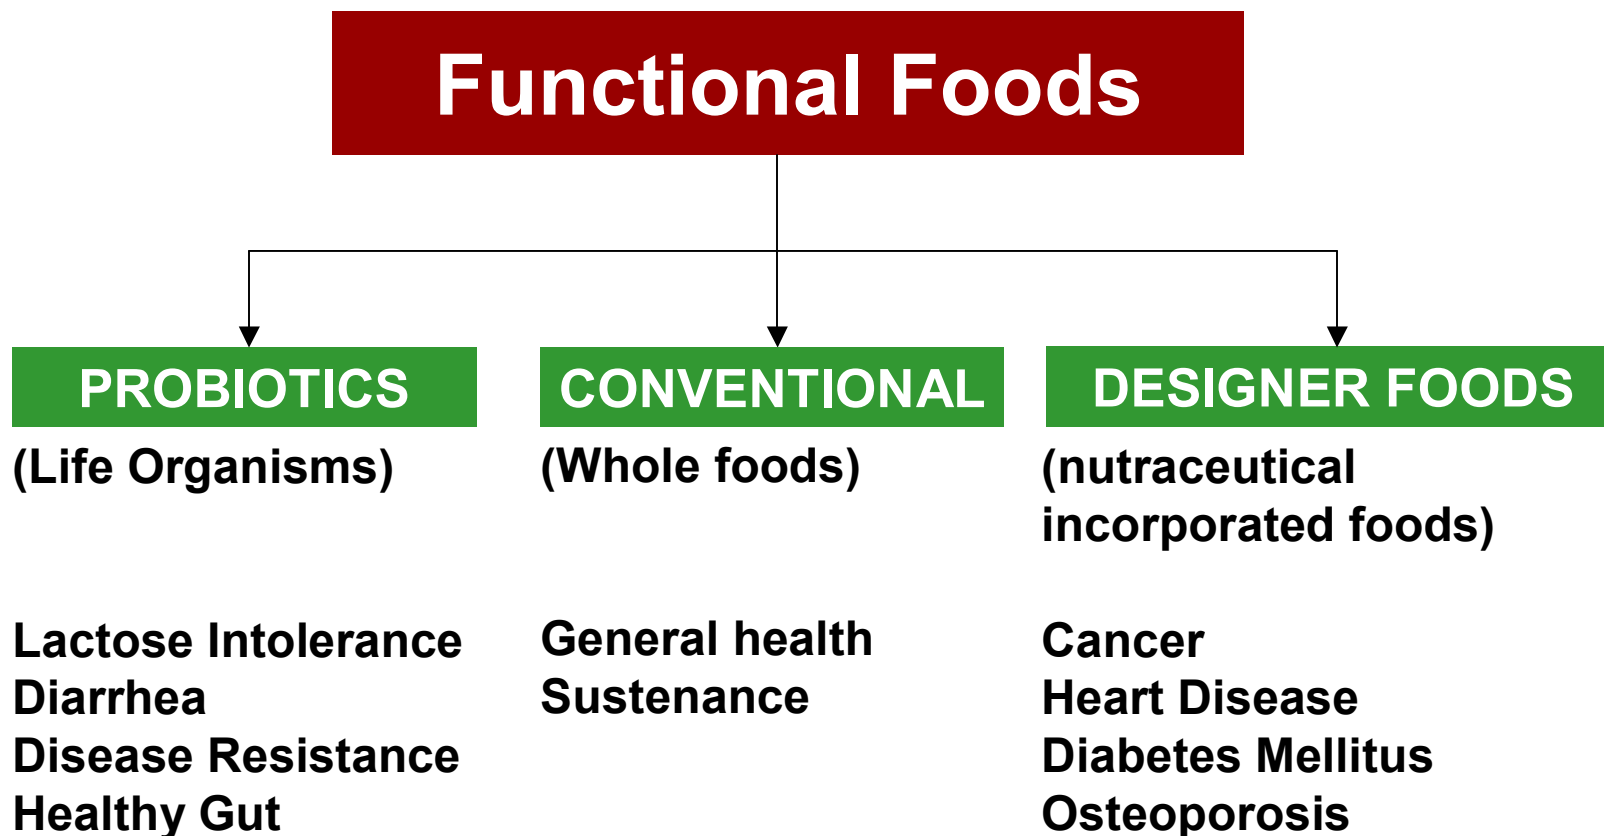 Functional Foods
PROBIOTICS
(Life Organisms)
Lactose Intolerance
Diarrhea
Disease Resistance
Healthy Gut
CONVENTIONAL
(Whole foods)
General health
Sustenance
DESIGNER FOODS
(nutraceutical
incorporated foods)
Cancer
Heart Disease
Diabetes Mellitus
Osteoporosis